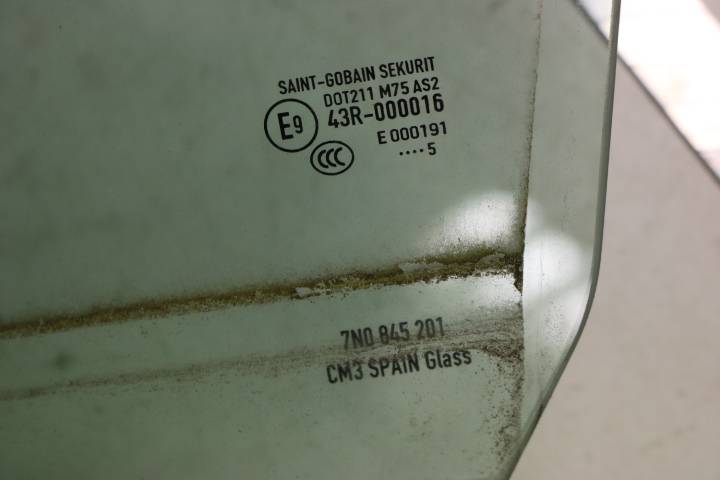 SAINT-GOBAIN SEKURIT
DOT211 M75 AS2
E9 43R-000016
E 000191
CCC
•••• 5
7N0 845 201
CM3 SPAIN Glass